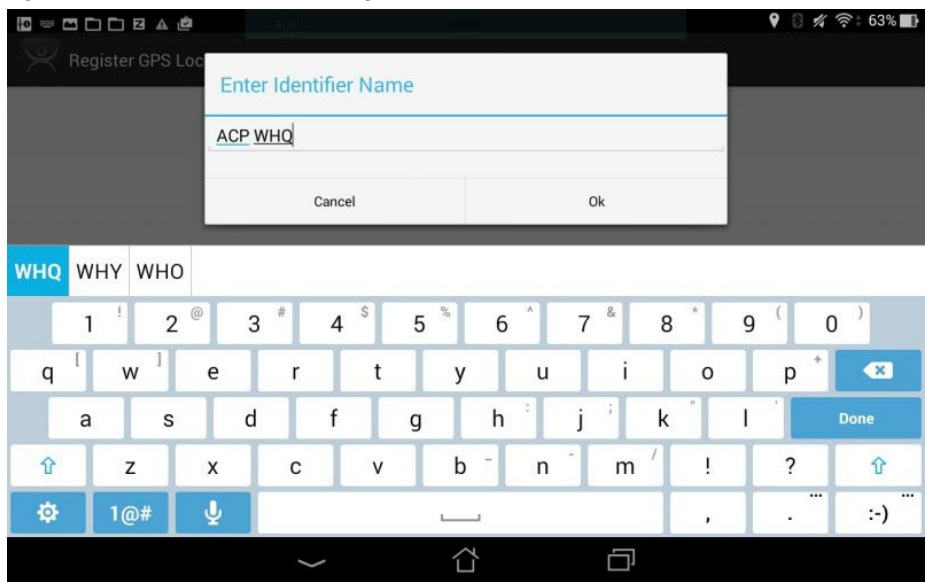 63%
Register GPS Loc
Enter Identifier Name
ACP WHQ
Cancel Ok
WHQ WHY WHO
1 ! 2 @ 3 # 4 $ 5 % 6 ^ 7 & 8 * 9 ( 0 )
q [ w ] e r t y u i o p +
a s d f g h : j ; k " l ' Done
z x c v b - n - m / ! ?
1@# , . ... :-) ...